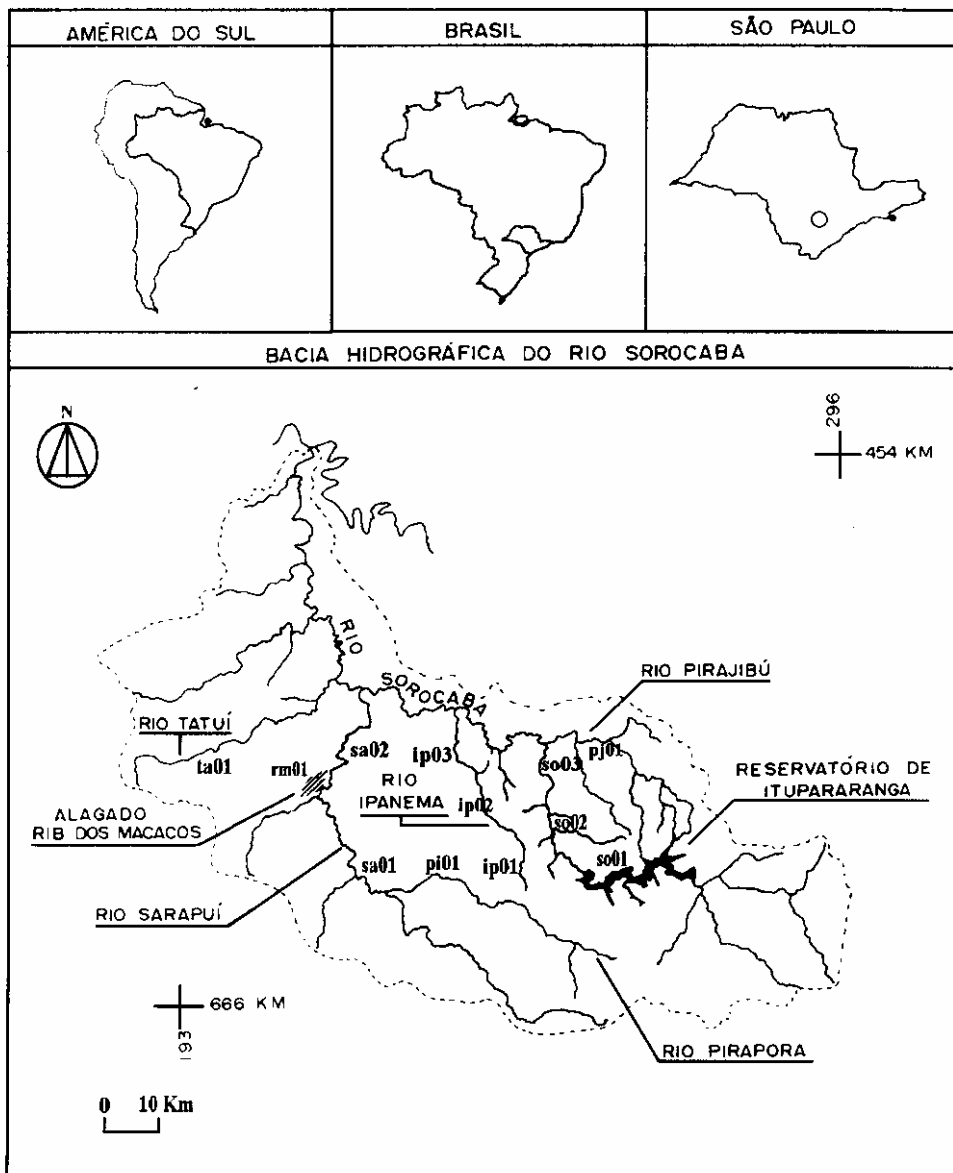 AMÉRICA DO SUL
BRASIL
SÃO PAULO
BACIA HIDROGRÁFICA DO RIO SOROCABA
N
296
454 KM
RIO
SOROCABA
RIO PIRAJIBÚ
RIO TATUÍ
ta01
rm01
sa02
ip03
so03
pj01
RIO
IPANEMA
ip02
so02
RESERVATÓRIO DE
ITUPARARANGA
ALAGADO
RIB DOS MACACOS
sa01
pi01
ip01
so01
RIO SARAPUÍ
666 KM
193
RIO PIRAPORA
0 10 Km